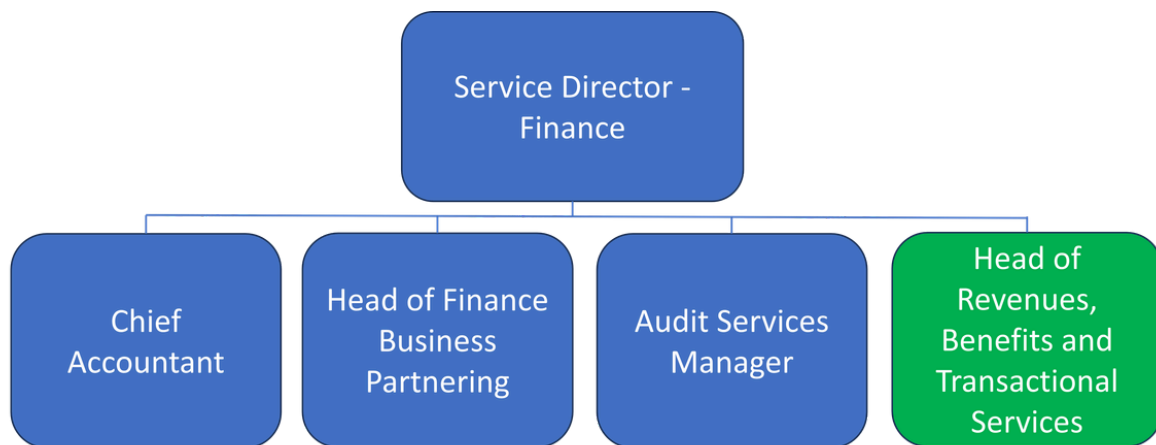 Service Director -
Finance
Chief
Accountant
Head of Finance
Business
Partnering
Audit Services
Manager
Head of
Revenues,
Benefits and
Transactional
Services